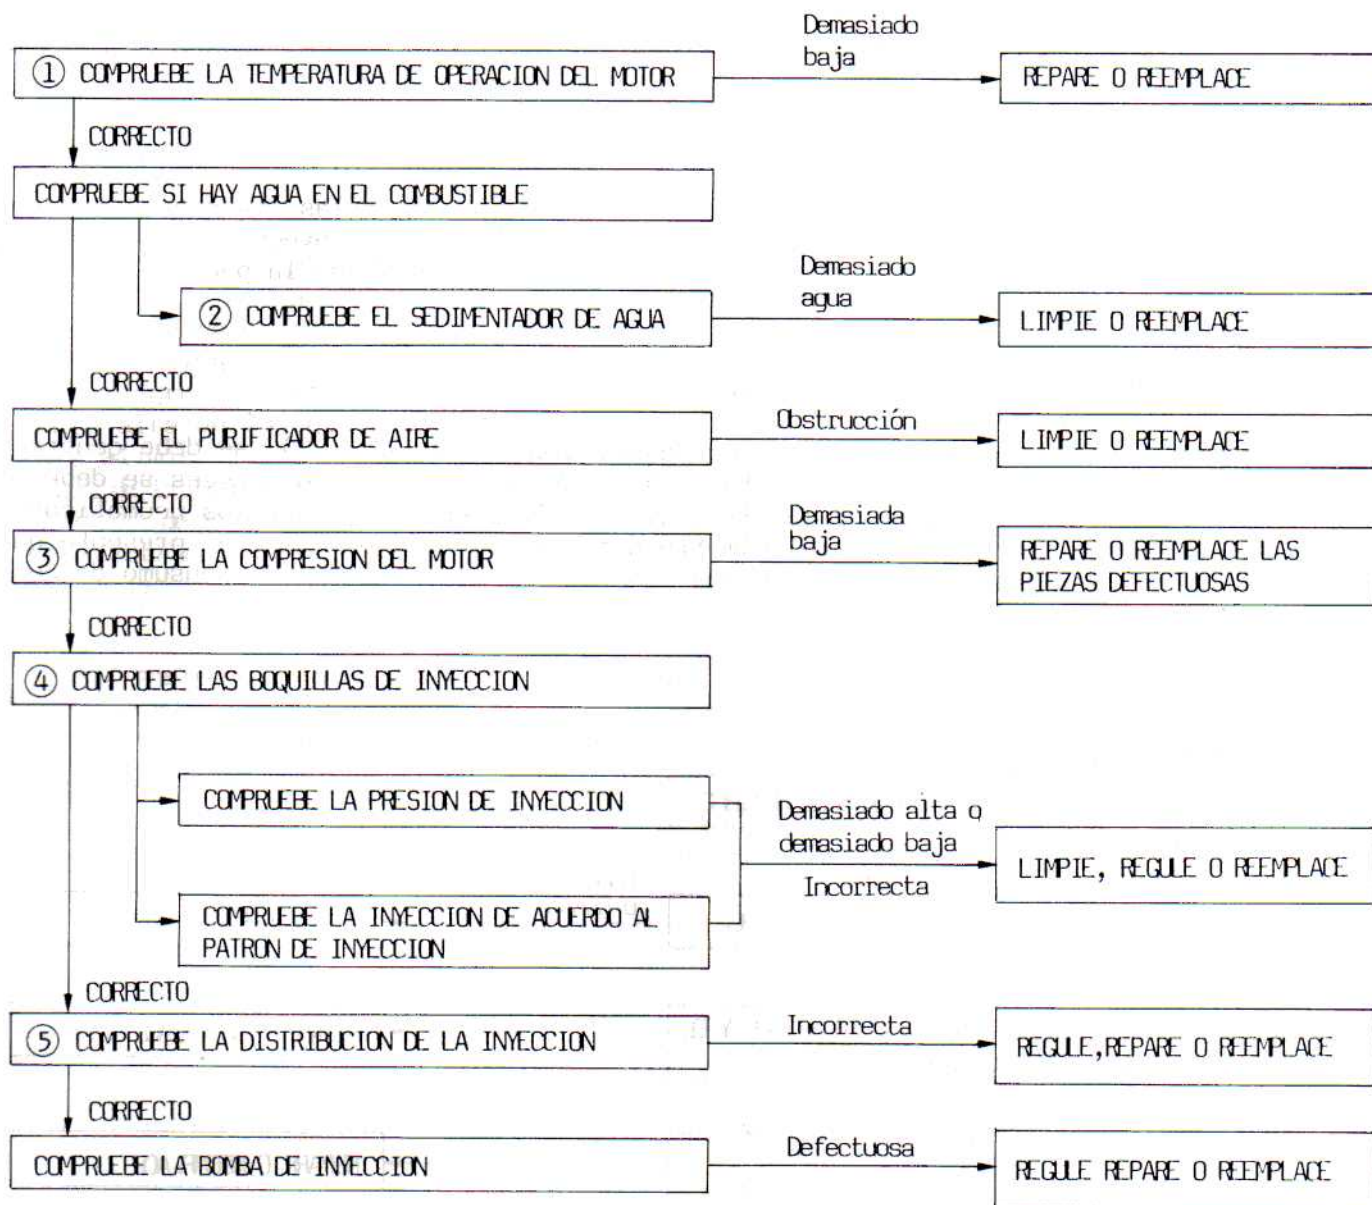 Demasiado
baja
① COMPRUEBE LA TEMPERATURA DE OPERACION DEL MOTOR
REPARE O REEMPLACE
CORRECTO
COMPRUEBE SI HAY AGUA EN EL COMBUSTIBLE
Demasiado
agua
② COMPRUEBE EL SEDIMENTADOR DE AGUA
LIMPIE O REEMPLACE
CORRECTO
COMPRUEBE EL PURIFICADOR DE AIRE
Obstrucción
LIMPIE O REEMPLACE
CORRECTO
Demasiada
baja
③ COMPRUEBE LA COMPRESION DEL MOTOR
REPARE O REEMPLACE LAS
PIEZAS DEFECTUOSAS
CORRECTO
④ COMPRUEBE LAS BOQUILLAS DE INYECCION
COMPRUEBE LA PRESION DE INYECCION
Demasiado alta o
demasiado baja
Incorrecta
LIMPIE, REGULE O REEMPLACE
COMPRUEBE LA INYECCION DE ACUERDO AL
PATRON DE INYECCION
CORRECTO
⑤ COMPRUEBE LA DISTRIBUCION DE LA INYECCION
Incorrecta
REGULE,REPARE O REEMPLACE
CORRECTO
COMPRUEBE LA BOMBA DE INYECCION
Defectuosa
REGULE REPARE O REEMPLACE